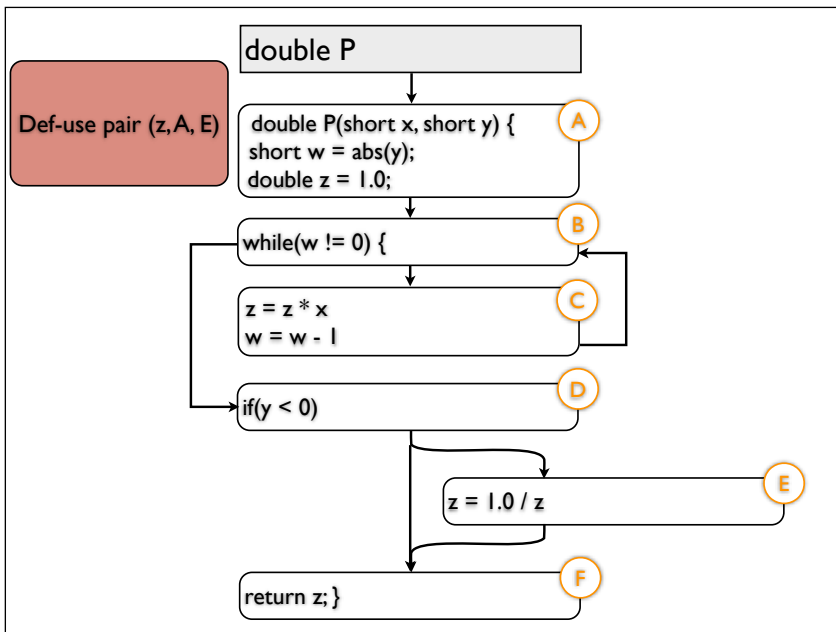 double P
Def-use pair (z, A, E)
A
double P(short x, short y) {
short w = abs(y);
double z = 1.0;
B
while(w != 0) {
C
z = z * x
w = w - 1
D
if(y < 0)
E
z = 1.0 / z
F
return z; }